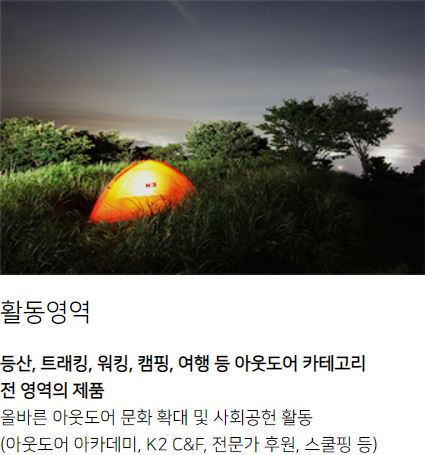 K2
활동영역
등산, 트래킹, 워킹, 캠핑, 여행 등 아웃도어 카테고리
전 영역의 제품
올바른 아웃도어 문화 확대 및 사회공헌 활동
(아웃도어 아카데미, K2 C&F, 전문가 후원, 스쿨핑 등)